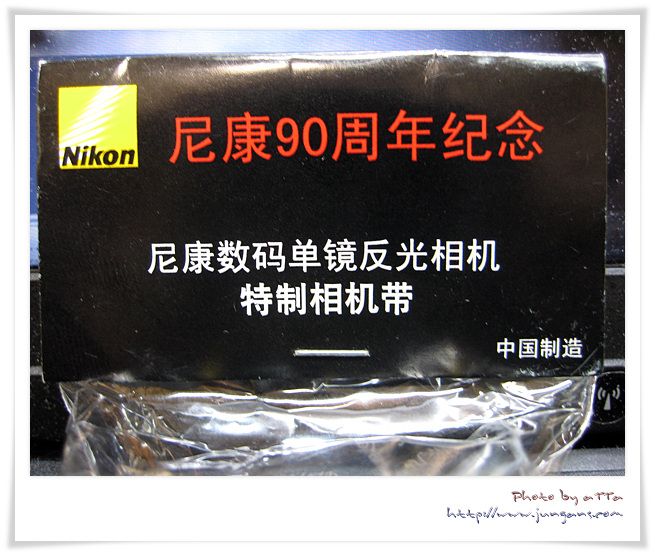 Nikon
尼康90周年纪念
尼康数码单镜反光相机
特制相机带
中国制造
Photo by aTTa
http://www.jungans.com